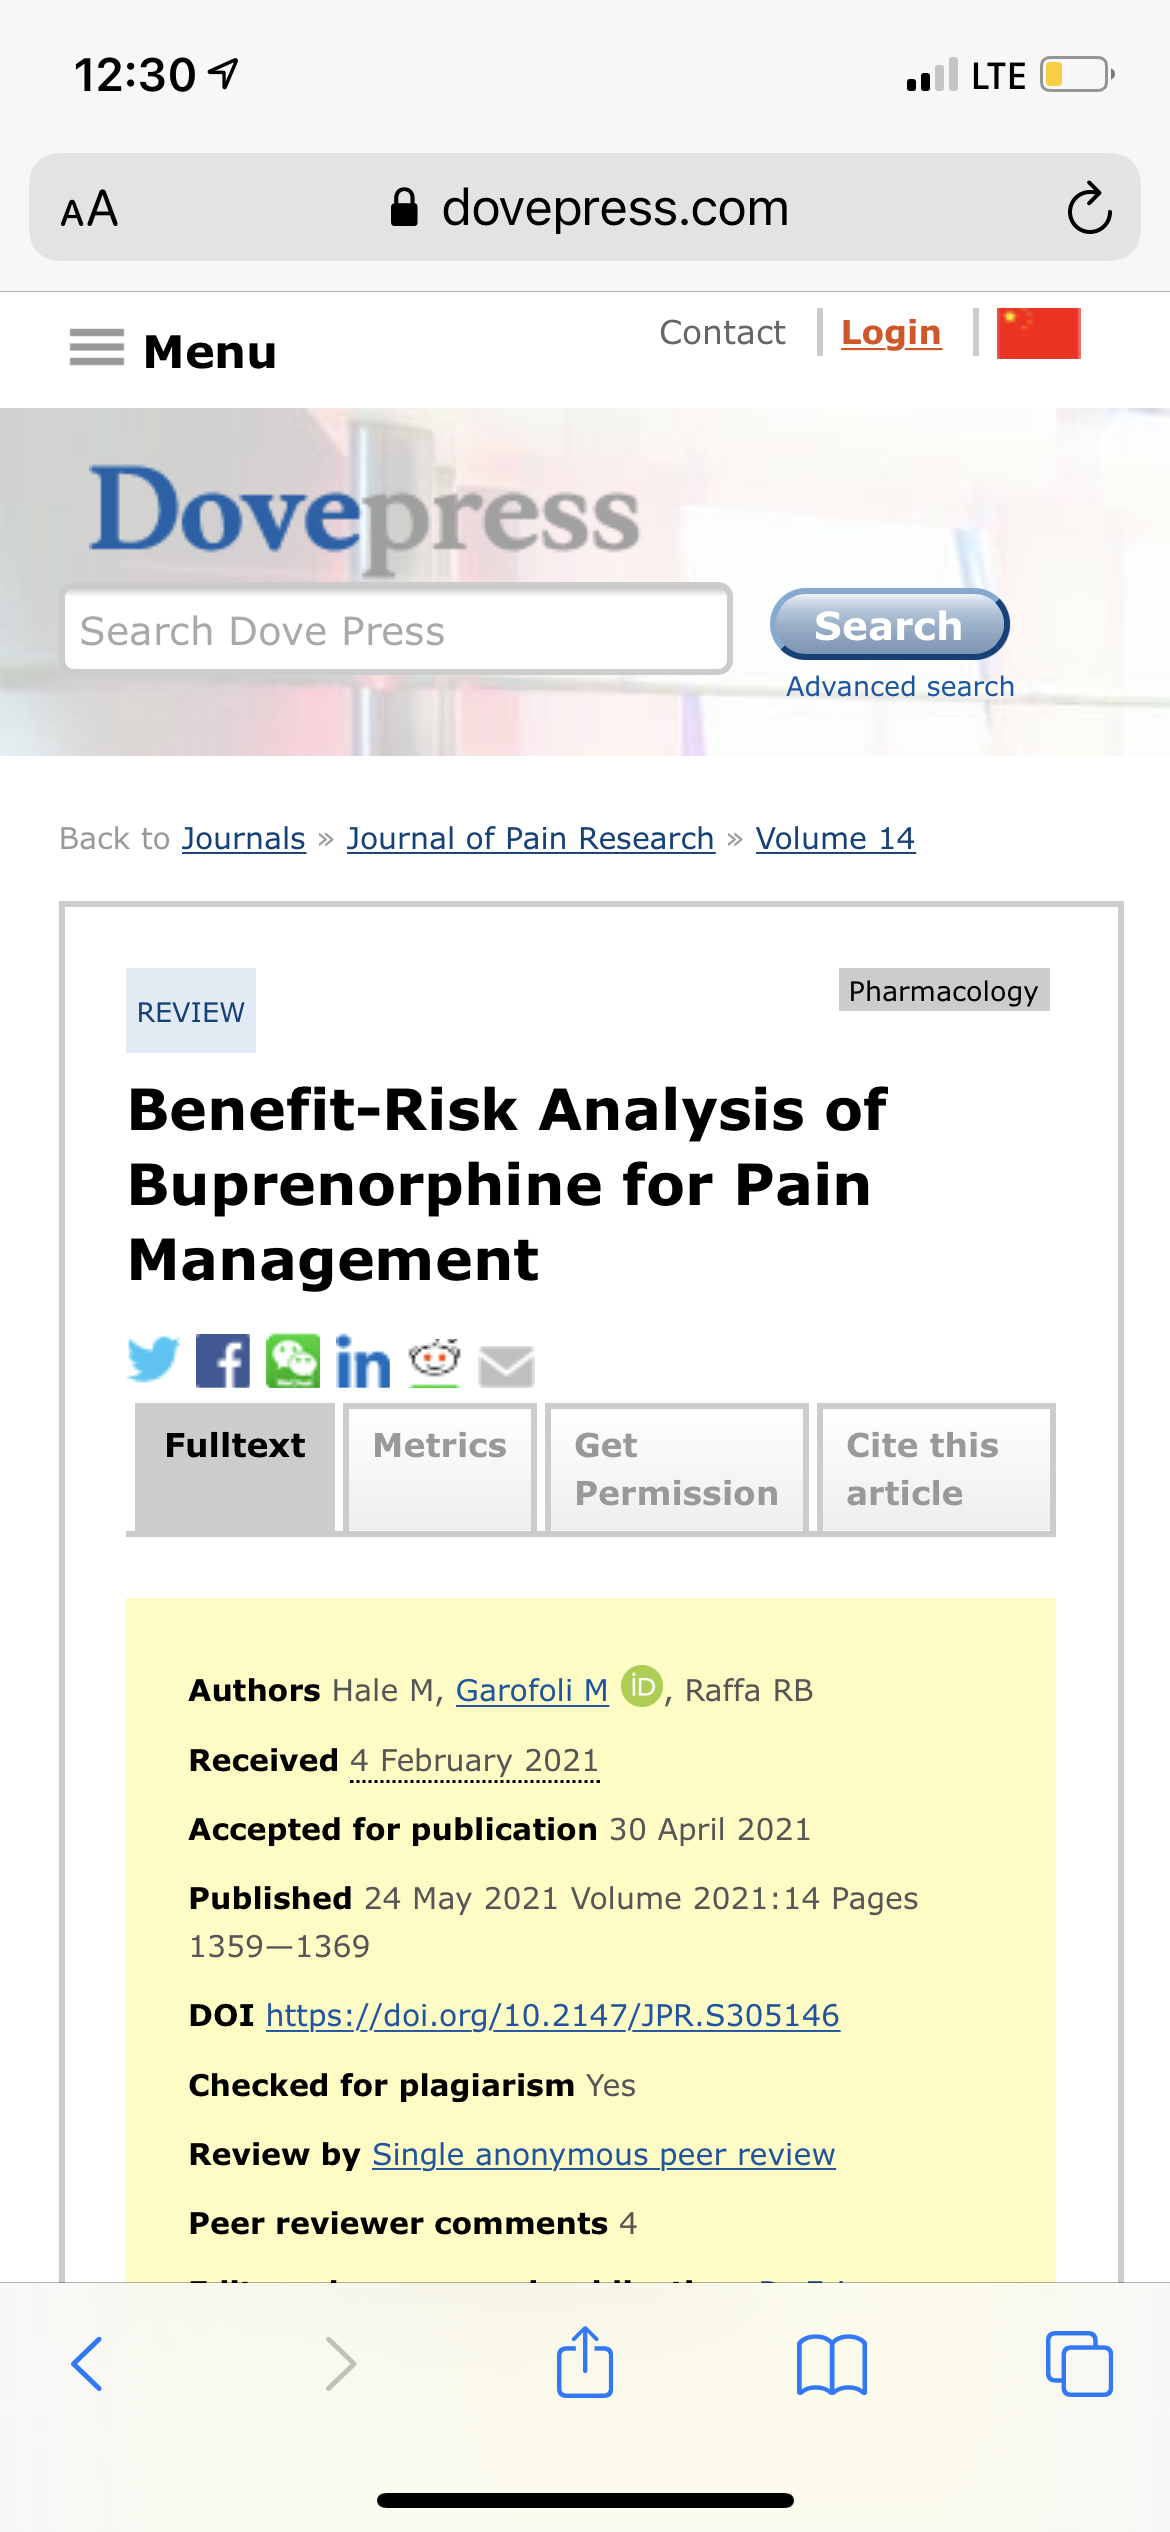 12:30
LTE
AA
dovepress.com
Menu
Contact
Login
Dovepress
Search Dove Press
Search
Advanced search
Back to Journals » Journal of Pain Research » Volume 14
REVIEW
Pharmacology
Benefit-Risk Analysis of
Buprenorphine for Pain
Management
Fulltext
Metrics
Get
Permission
Cite this
article
Authors Hale M, Garofoli M iD, Raffa RB
Received 4 February 2021
Accepted for publication 30 April 2021
Published 24 May 2021 Volume 2021:14 Pages
1359—1369
DOI https://doi.org/10.2147/JPR.S305146
Checked for plagiarism Yes
Review by Single anonymous peer review
Peer reviewer comments 4